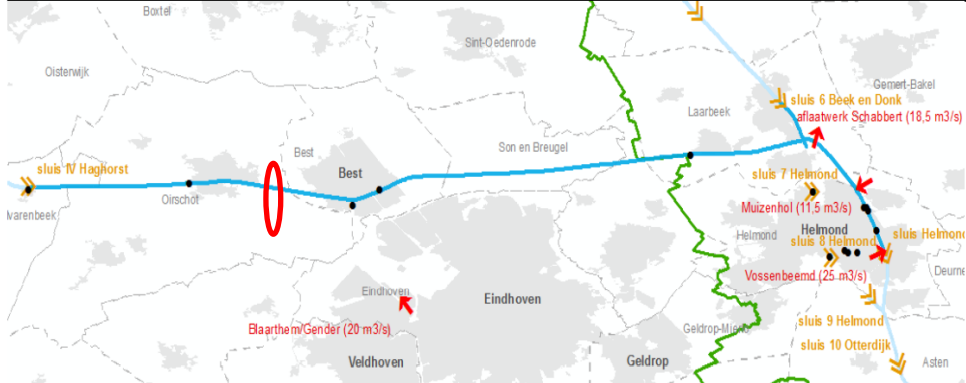 Boxtel
Sint-Oedenrode
Oisterwijk
Gemert-Bakel
sluis 6 Beek en Donk
Laarbeek
aflaatwerk Schabbert (18,5 m3/s)
Son en Breugel
Best
sluis IV Haghorst
Best
sluis 7 Helmond
Oirschot
lvarenbeek
Muizenhol (11,5 m3/s)
Helmond
Helmond
sluis 8 Helmond
sluis Helmond
Vossenbeemd (25 m3/s)
Deurne
Eindhoven
Eindhoven
sluis 9 Helmond
Blaarthem/Gender (20 m3/s)
Geldrop-Mierlo
sluis 10 Otterdijk
Veldhoven
Geldrop
Asten